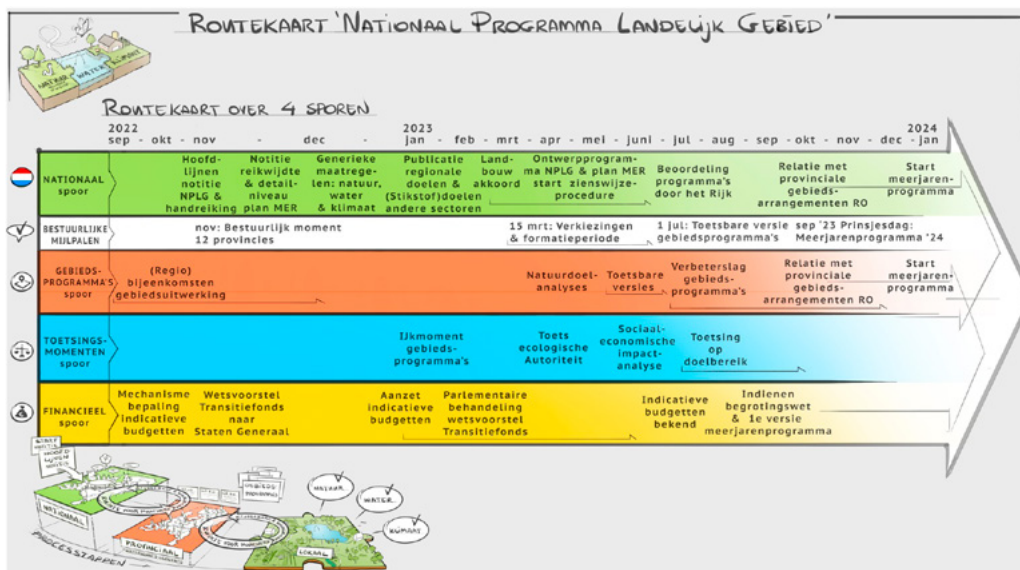 ROUTEKAART 'NATIONAAL PROGRAMMA LANDELIJK GEBIED'
NATUUR
WATER
KLIMAAT
ROUTEKAART OVER 4 SPOREN
2022
2023
2024
sep - okt - nov - dec - jan - feb - mrt - apr - mei - juni - jul - aug - sep - okt - nov - dec - jan
NATIONAAL
spoor
Hoofd-
lijnen
notitie
NPLG &
handreiking
Notitie
reikwijdte
& detail-
niveau
plan MER
Generieke
maatrege-
len: natuur,
water
& klimaat
Publicatie
regionale
doelen &
(Stikstof)doelen
andere sectoren
Land-
bouw
akkoord
Ontwerpprogram-
ma NPLG & plan MER
start zienswijze-
procedure
Beoordeling
programma's
door het Rijk
Relatie met
provinciale
gebieds-
arrangementen RO
Start
meerjaren-
programma
BESTUURLIJKE
MIJLPALEN
nov: Bestuurlijk moment
12 provincies
15 mrt: Verkiezingen
& formatieperiode
1 jul: Toetsbare versie
gebiedsprogramma's
sep '23 Prinsjesdag:
Meerjarenprogramma '24
GEBIEDS-
PROGRAMMA'S
spoor
(Regio)
bijeenkomsten
gebiedsuitwerking
Natuurdoel-
analyses
Toetsbare
versies
Verbeterslag
gebieds-
programma's
Relatie met
provinciale
gebieds-
arrangementen RO
Start
meerjaren-
programma
TOETSINGS-
MOMENTEN
spoor
IJkmoment
gebieds-
programma's
Toets
ecologische
Autoriteit
Sociaal-
economische
impact-
analyse
Toetsing
op
doelbereik
FINANCIEEL
spoor
Mechanisme
bepaling
indicatieve
budgetten
Wetsvoorstel
Transitiefonds
naar
Staten Generaal
Aanzet
indicatieve
budgetten
Parlementaire
behandeling
wetsvoorstel
Transitiefonds
Indicatieve
budgetten
bekend
Indienen
begrotingswet
& 1e versie
meerjarenprogramma
NATIONAAL
PROVINCIAAL
LOKAAL
NATUUR
WATER
KLIMAAT
PROCESSTAPPEN